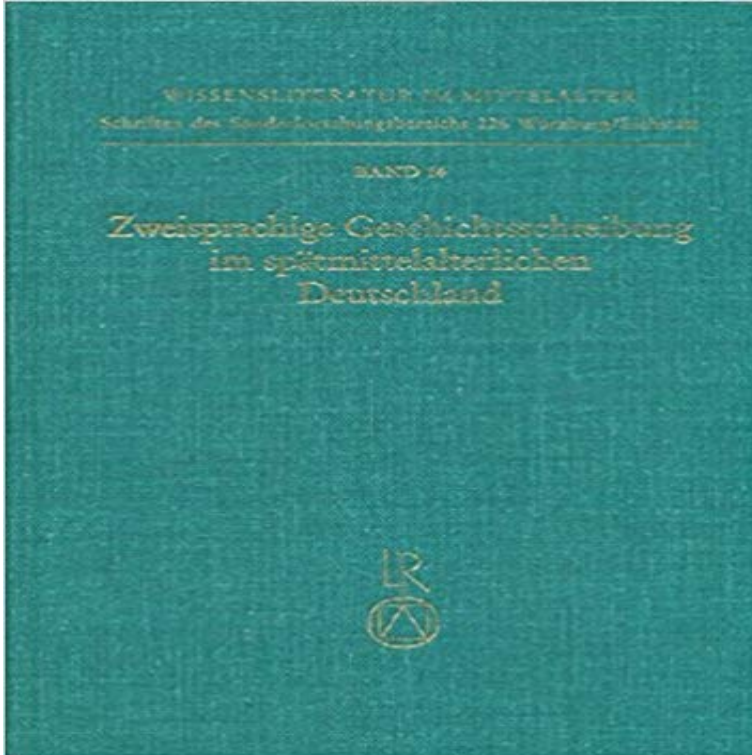 WISSENSLITERATUR IM MITTELALTER
Schriften des Sonderforschungsbereichs 226 Würzburg/Eichstätt
BAND 14
Zweisprachige Geschichtsschreibung
im spätmittelalterlichen
Deutschland
LR